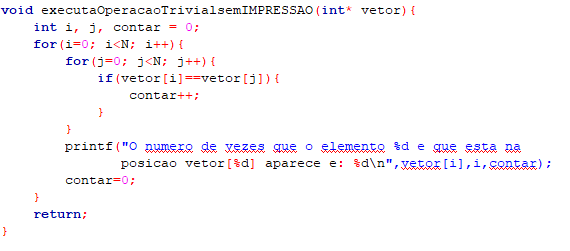 void executaOperacaoTrivialsemIMPRESSAO(int* vetor){
    int i, j, contar = 0;
    for(i=0; i<N; i++){
        for(j=0; j<N; j++){
            if(vetor[i]==vetor[j]){
                contar++;
            }
        }
        printf("O numero de vezes que o elemento %d e que esta na
               posicao vetor[%d] aparece e: %d\n",vetor[i],i,contar);
        contar=0;
    }
    return;
}